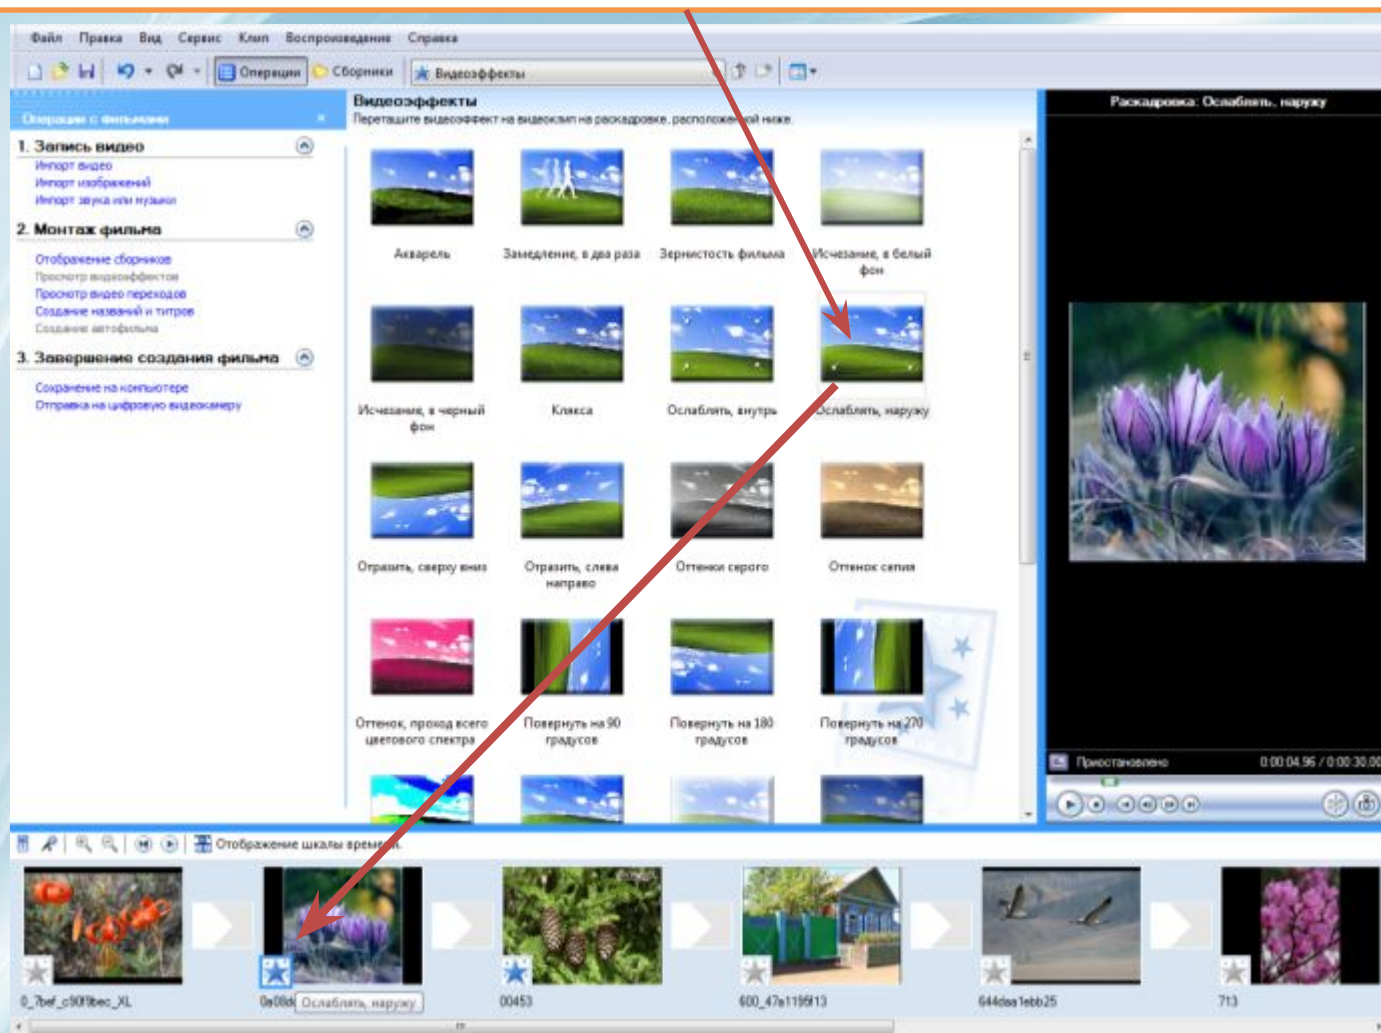 Файл Правка Вид Сервис Клип Воспроизведение Справка
Операции Сборники Видеоэффекты
Операции с фильмами
1. Запись видео
Импорт видео
Импорт изображений
Импорт звука или музыки
2. Монтаж фильма
Отображение сборников
Просмотр видеоэффектов
Просмотр видео переходов
Создание названий и титров
Создание автофильма
3. Завершение создания фильма
Сохранение на компьютере
Отправка на цифровую видеокамеру
Видеоэффекты
Перетащите видеоэффект на видеоклип на раскадровке, расположенной ниже.
Акварель
Замедление, в два раза
Зернистость фильма
Исчезание, в белый
фон
Исчезание, в черный
фон
Клякса
Ослаблять, внутрь
Ослаблять, наружу
Отразить, сверху вниз
Отразить, слева
направо
Оттенки серого
Оттенок сепия
Оттенок, проход всего
цветового спектра
Повернуть на 90
градусов
Повернуть на 180
градусов
Повернуть на 270
градусов
Раскадровка: Ослаблять, наружу
Приостановлено 0:00:04,96 / 0:00:30,00
Отображение шкалы времени
0_7bef_c90f9bec_XL
Ослаблять, наружу
00453
600_47a1195f13
644daa1ebb25
713